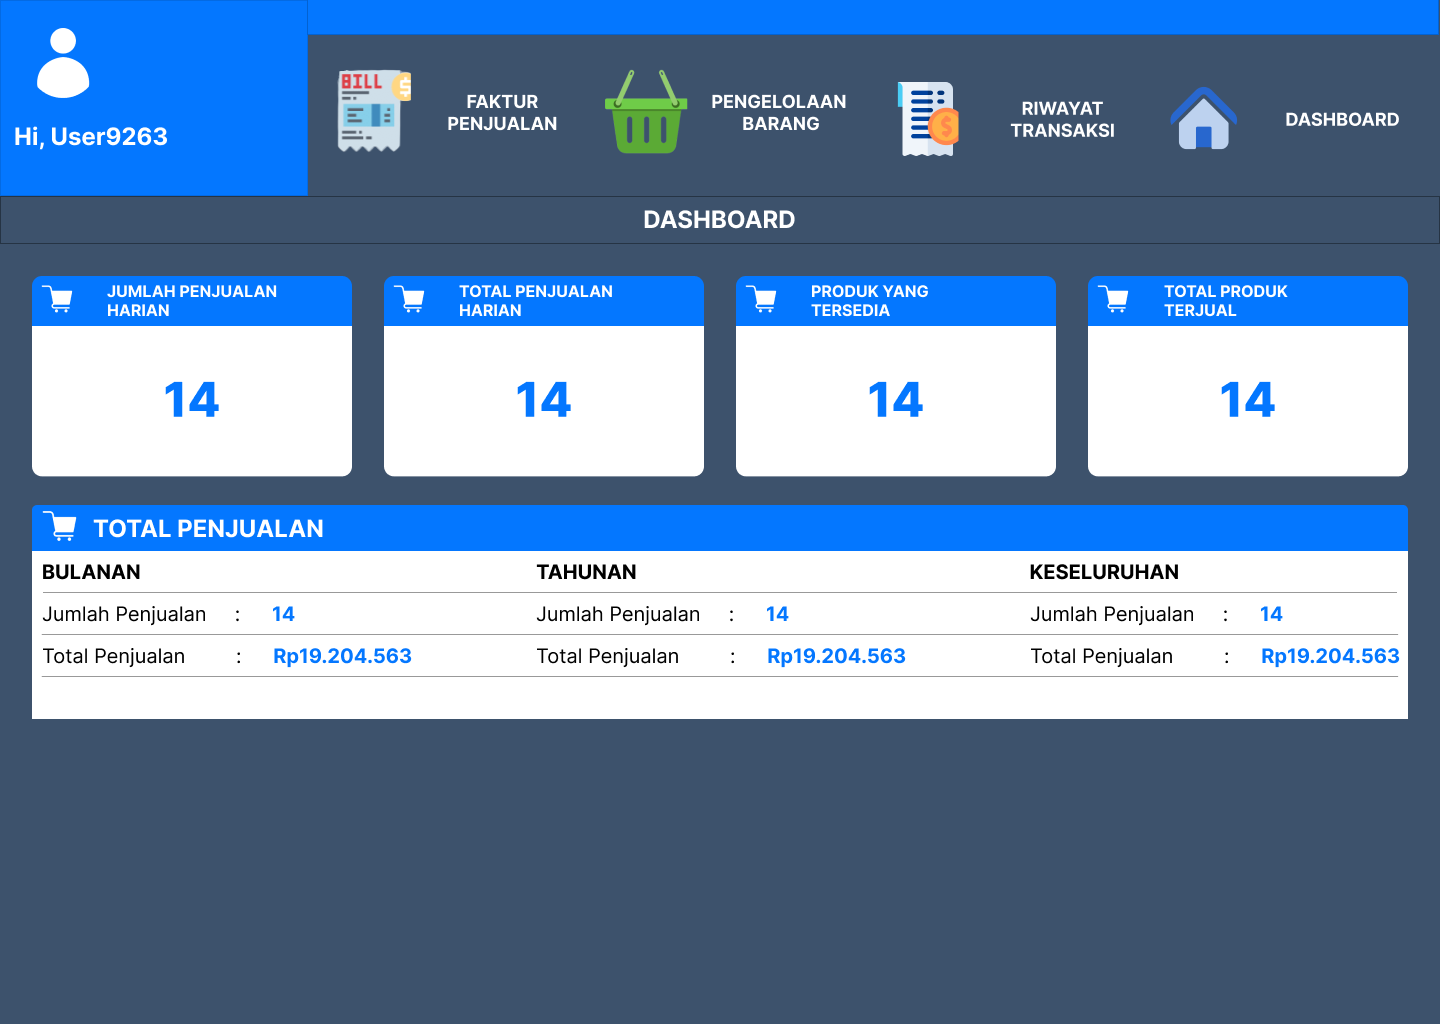 Hi, User9263
BILL
$
FAKTUR
PENJUALAN
PENGELOLAAN
BARANG
$
RIWAYAT
TRANSAKSI
DASHBOARD
DASHBOARD
JUMLAH PENJUALAN
HARIAN
14
TOTAL PENJUALAN
HARIAN
14
PRODUK YANG
TERSEDIA
14
TOTAL PRODUK
TERJUAL
14
TOTAL PENJUALAN
BULANAN
Jumlah Penjualan : 14
Total Penjualan : Rp19.204.563
TAHUNAN
Jumlah Penjualan : 14
Total Penjualan : Rp19.204.563
KESELURUHAN
Jumlah Penjualan : 14
Total Penjualan : Rp19.204.563